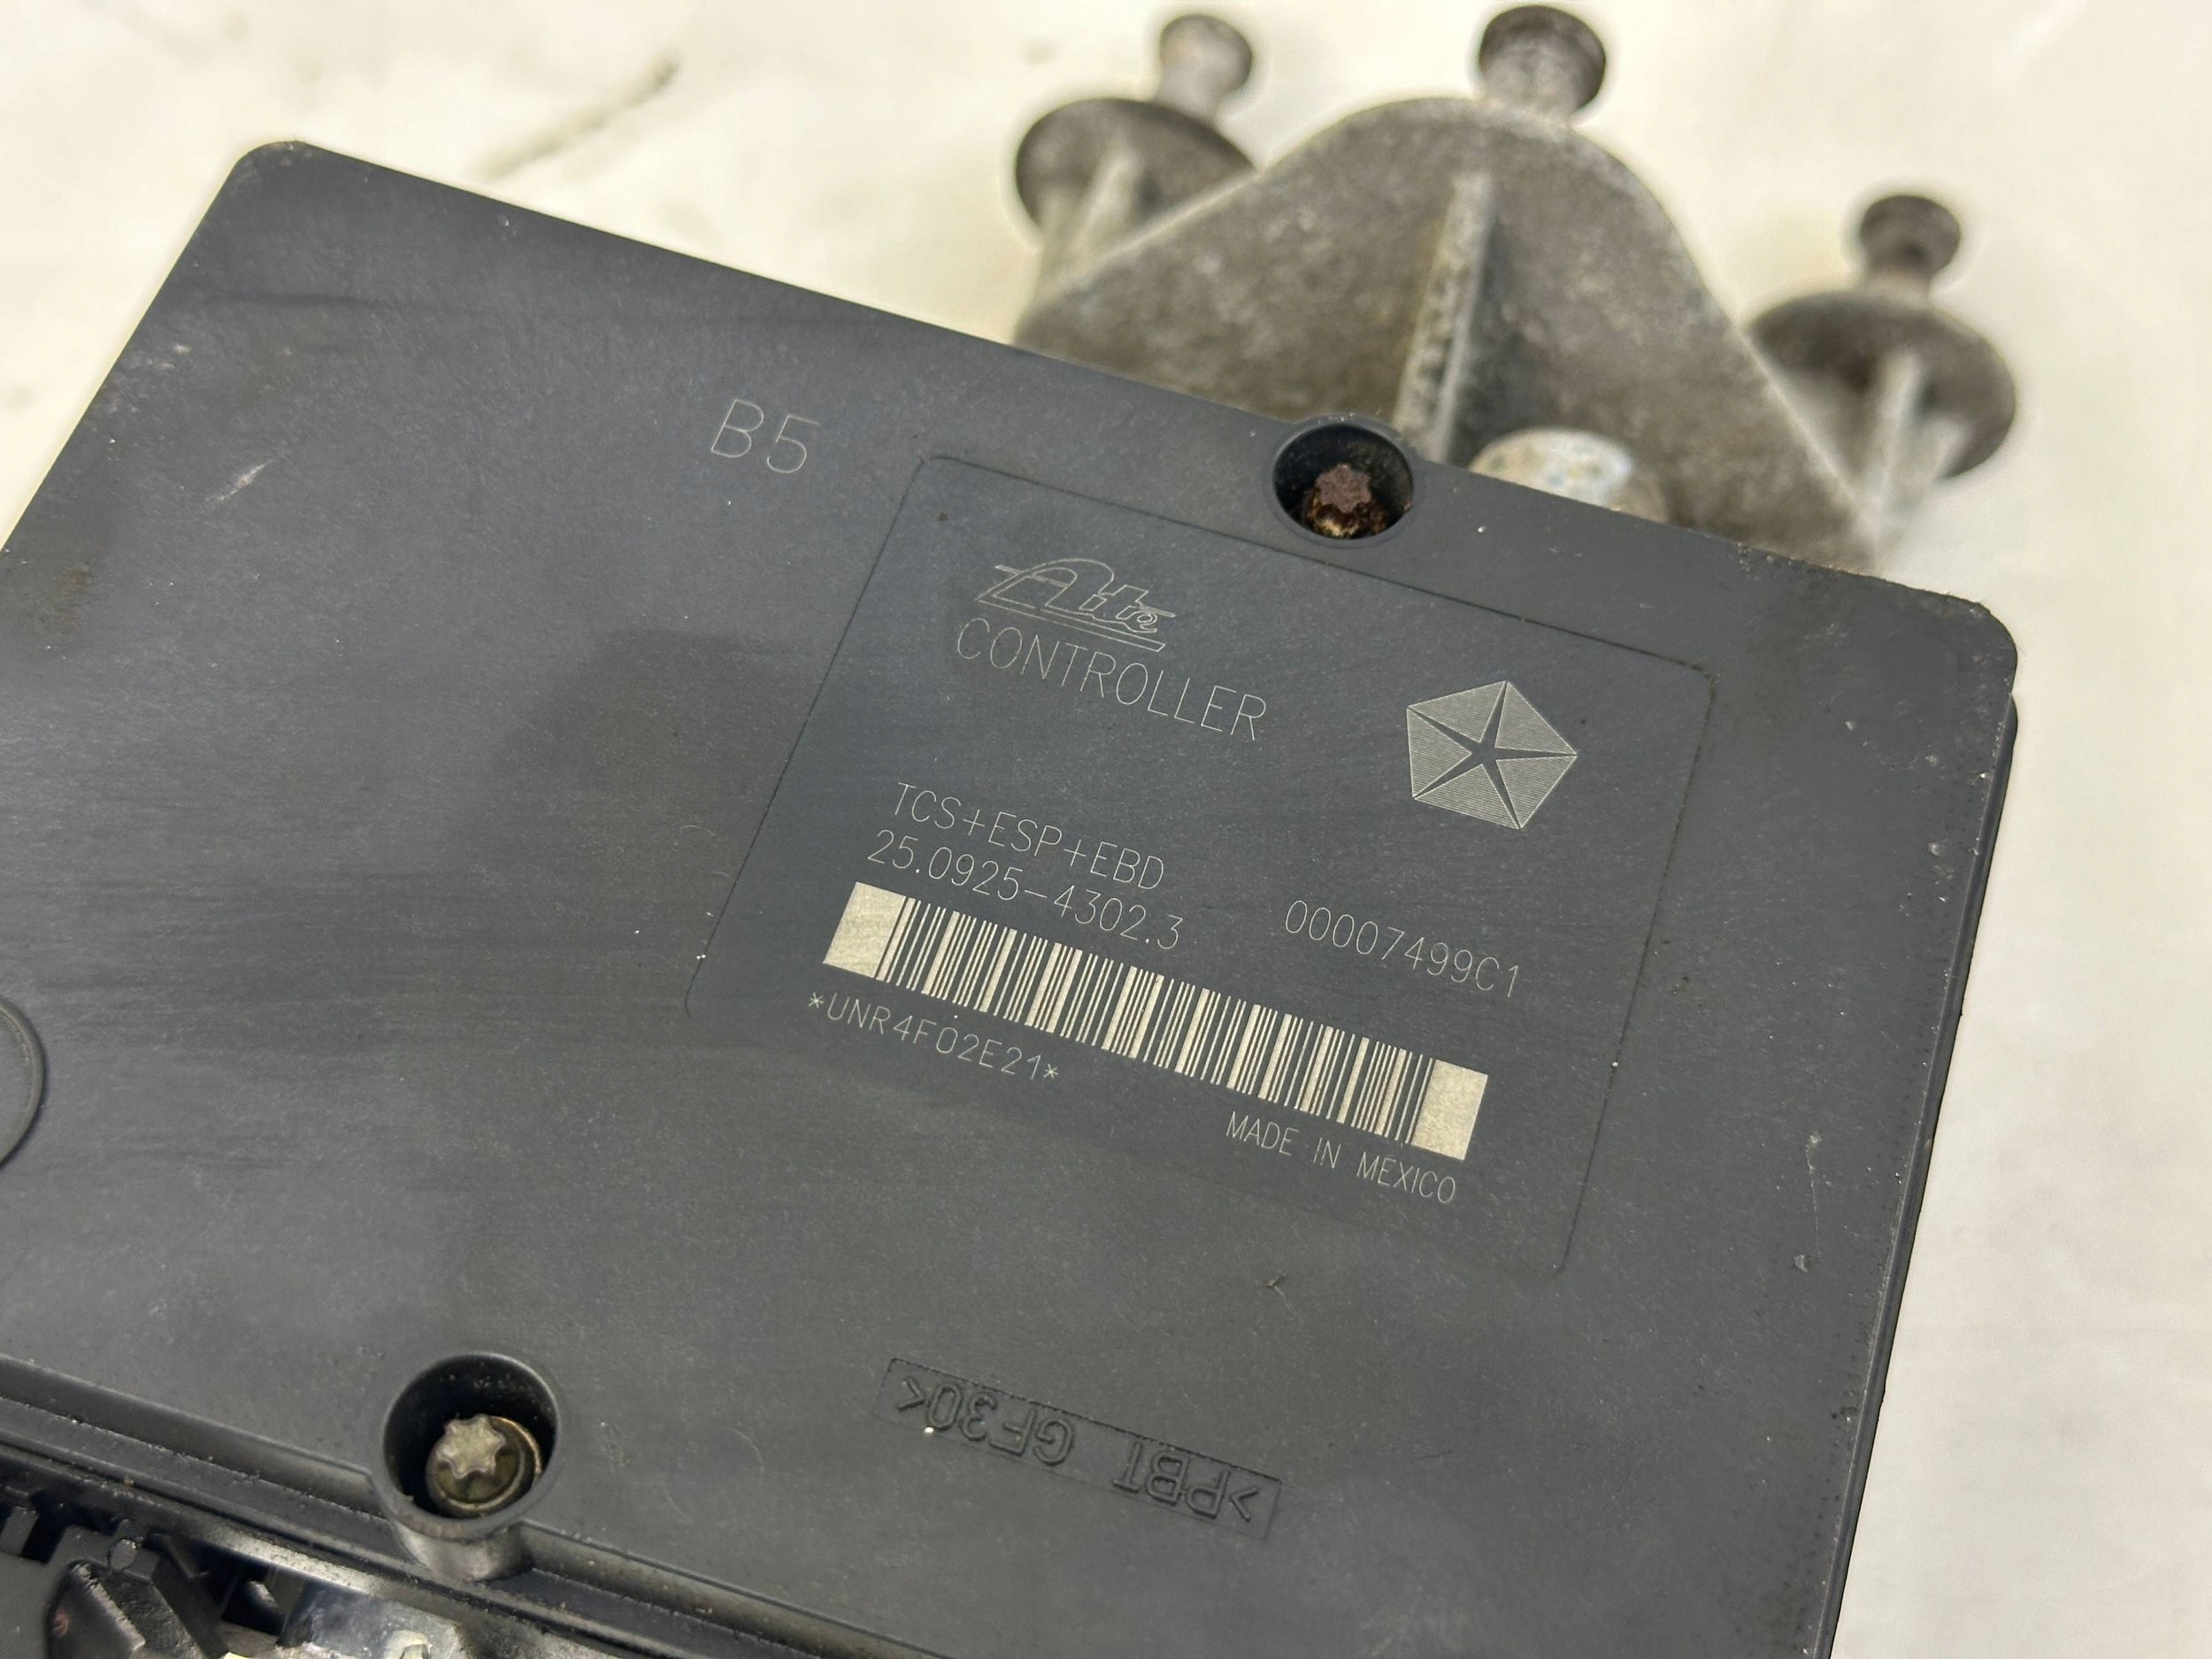 B5
Ate
CONTROLLER
TCS+ESP+EBD
25.0925-4302.3
00007499C1
*UNR4F02E21*
MADE IN MEXICO
>PBT GF30<